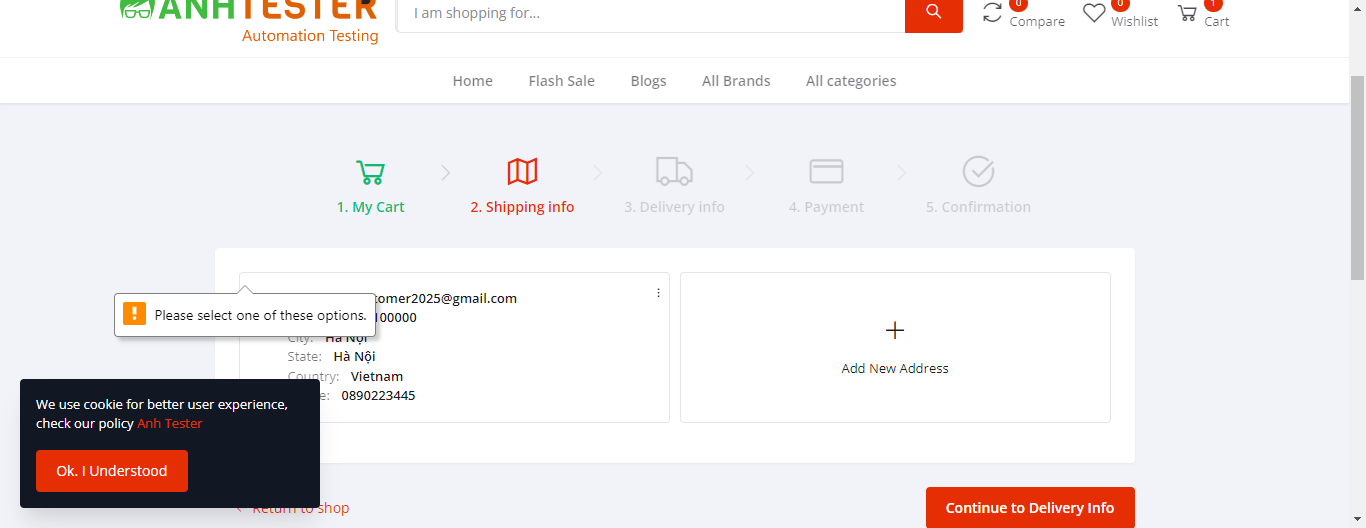 ANHTESTER
Automation Testing
I am shopping for...
0
Compare
0
Wishlist
1
Cart
Home
Flash Sale
Blogs
All Brands
All categories
1. My Cart
2. Shipping info
3. Delivery info
4. Payment
5. Confirmation
tomer2025@gmail.com
100000
Please select one of these options.
City: Hà Nội
State: Hà Nội
Country: Vietnam
e: 0890223445
Add New Address
We use cookie for better user experience,
check our policy Anh Tester
Ok. I Understood
Return to shop
Continue to Delivery Info